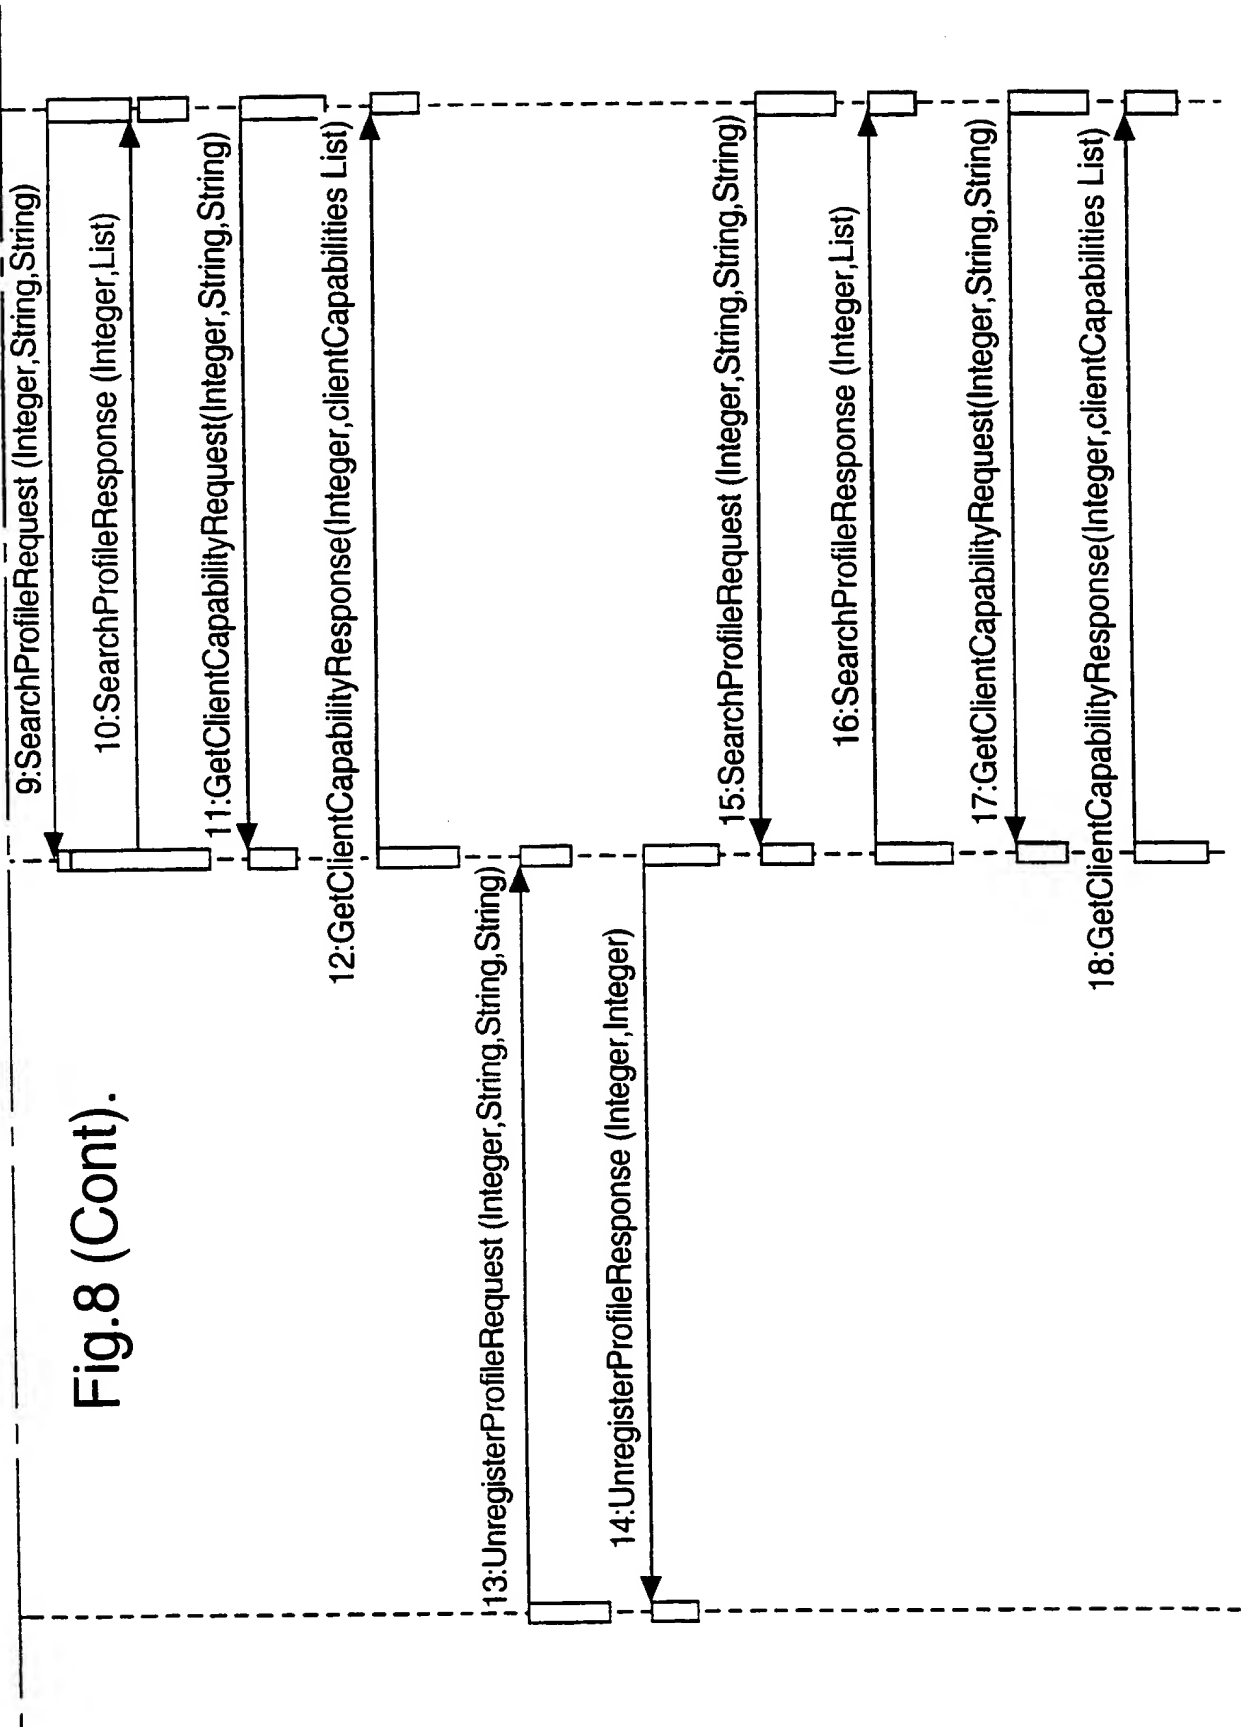 9:SearchProfileRequest (Integer,String,String)
10:SearchProfileResponse (Integer,List)
11:GetClientCapabilityRequest(Integer,String,String)
12:GetClientCapabilityResponse(Integer,clientCapabilities List)
13:UnregisterProfileRequest (Integer,String,String,String)
14:UnregisterProfileResponse (Integer,Integer)
15:SearchProfileRequest (Integer,String,String,String)
16:SearchProfileResponse (Integer,List)
17:GetClientCapabilityRequest(Integer,String,String)
18:GetClientCapabilityResponse(Integer,clientCapabilities List)
Fig.8 (Cont).